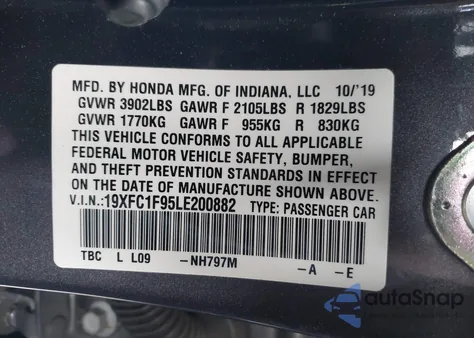 MFD. BY HONDA MFG. OF INDIANA, LLC 10/'19
GVWR 3902LBS GAWR F 2105LBS R 1829LBS
GVWR 1770KG GAWR F 955KG R 830KG
THIS VEHICLE CONFORMS TO ALL APPLICABLE
FEDERAL MOTOR VEHICLE SAFETY, BUMPER,
AND THEFT PREVENTION STANDARDS IN EFFECT
ON THE DATE OF MANUFACTURE SHOWN ABOVE.
V.I.N.:19XFC1F95LE200882 TYPE: PASSENGER CAR
TBC L L09 -NH797M -A -E
autoSnap